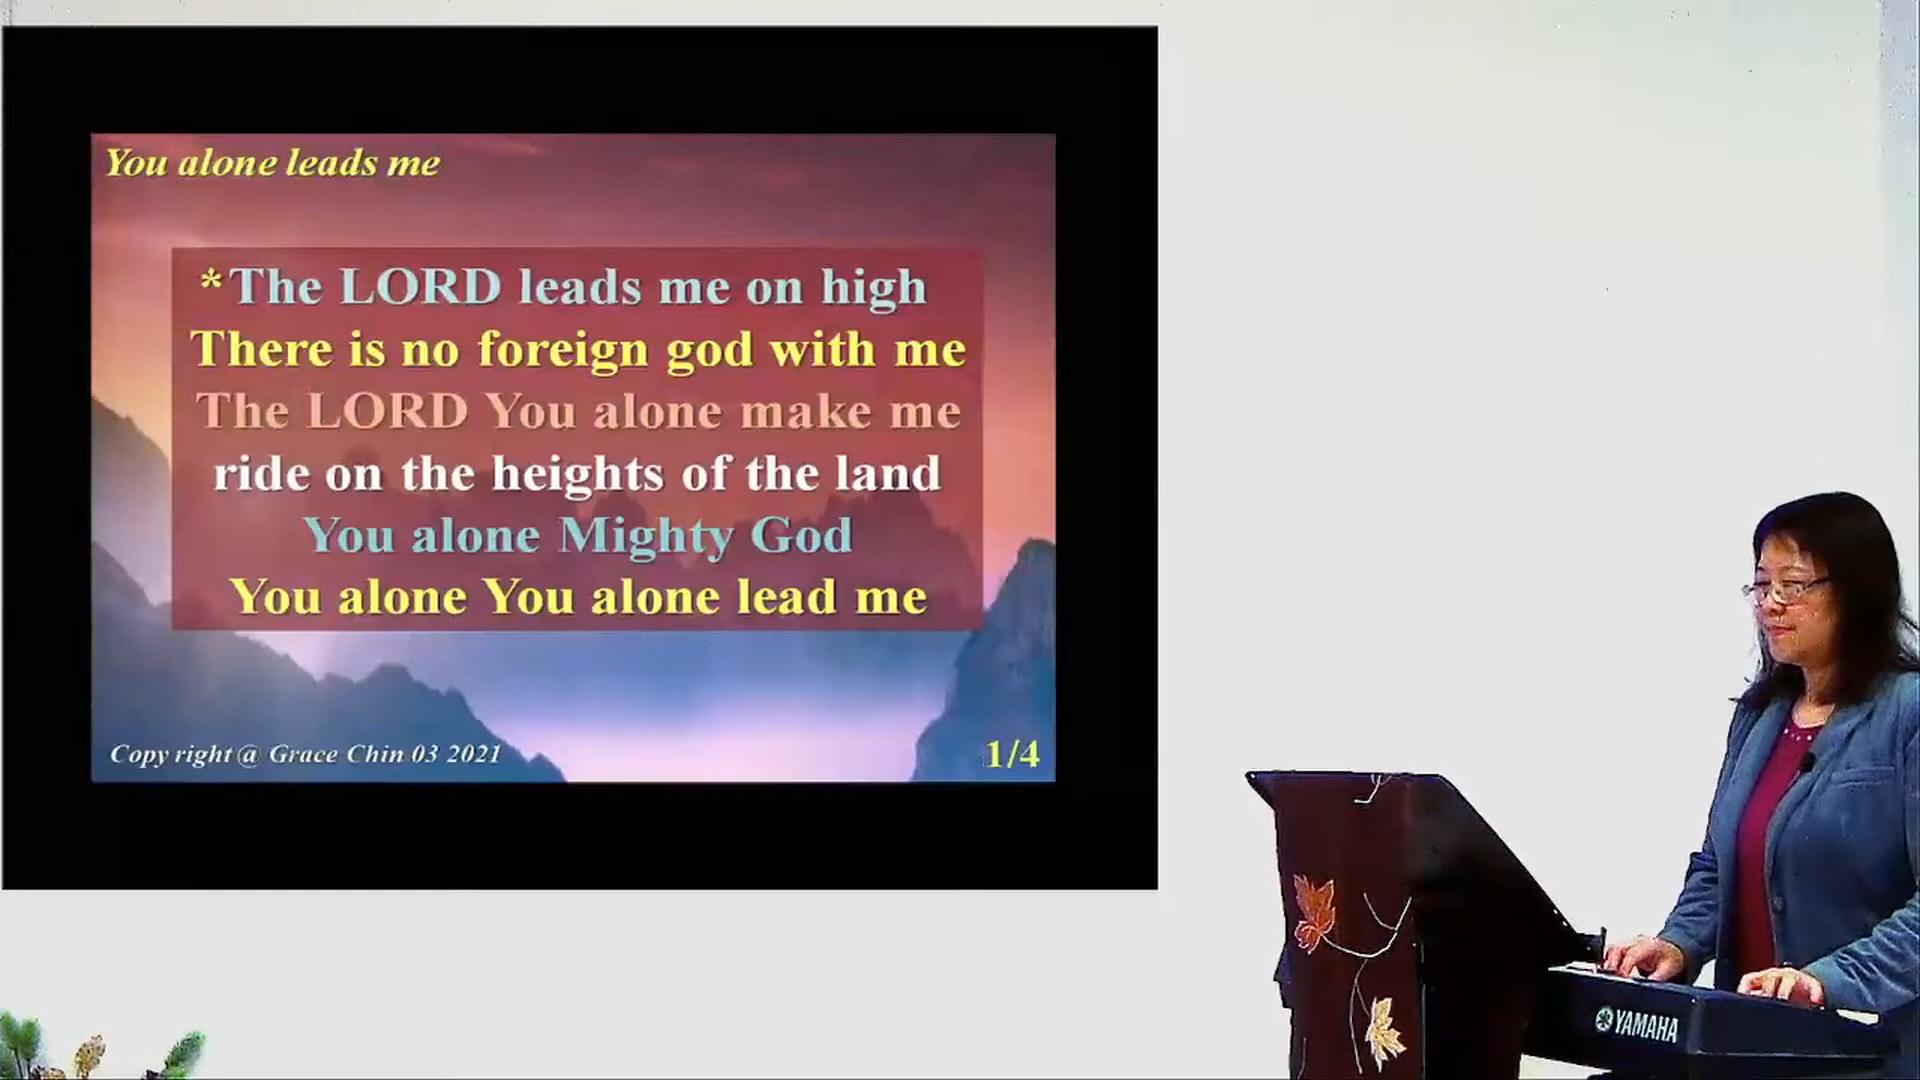 You alone leads me
*The LORD leads me on high
There is no foreign god with me
The LORD You alone make me
ride on the heights of the land
You alone Mighty God
You alone You alone lead me
Copy right @ Grace Chin 03 2021
1/4
YAMAHA